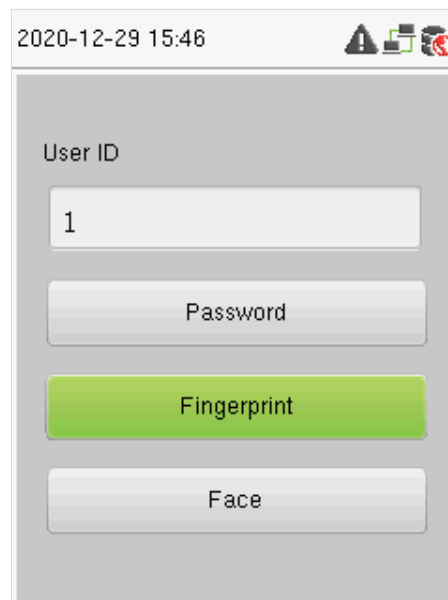 2020-12-29 15:46
User ID
1
Password
Fingerprint
Face